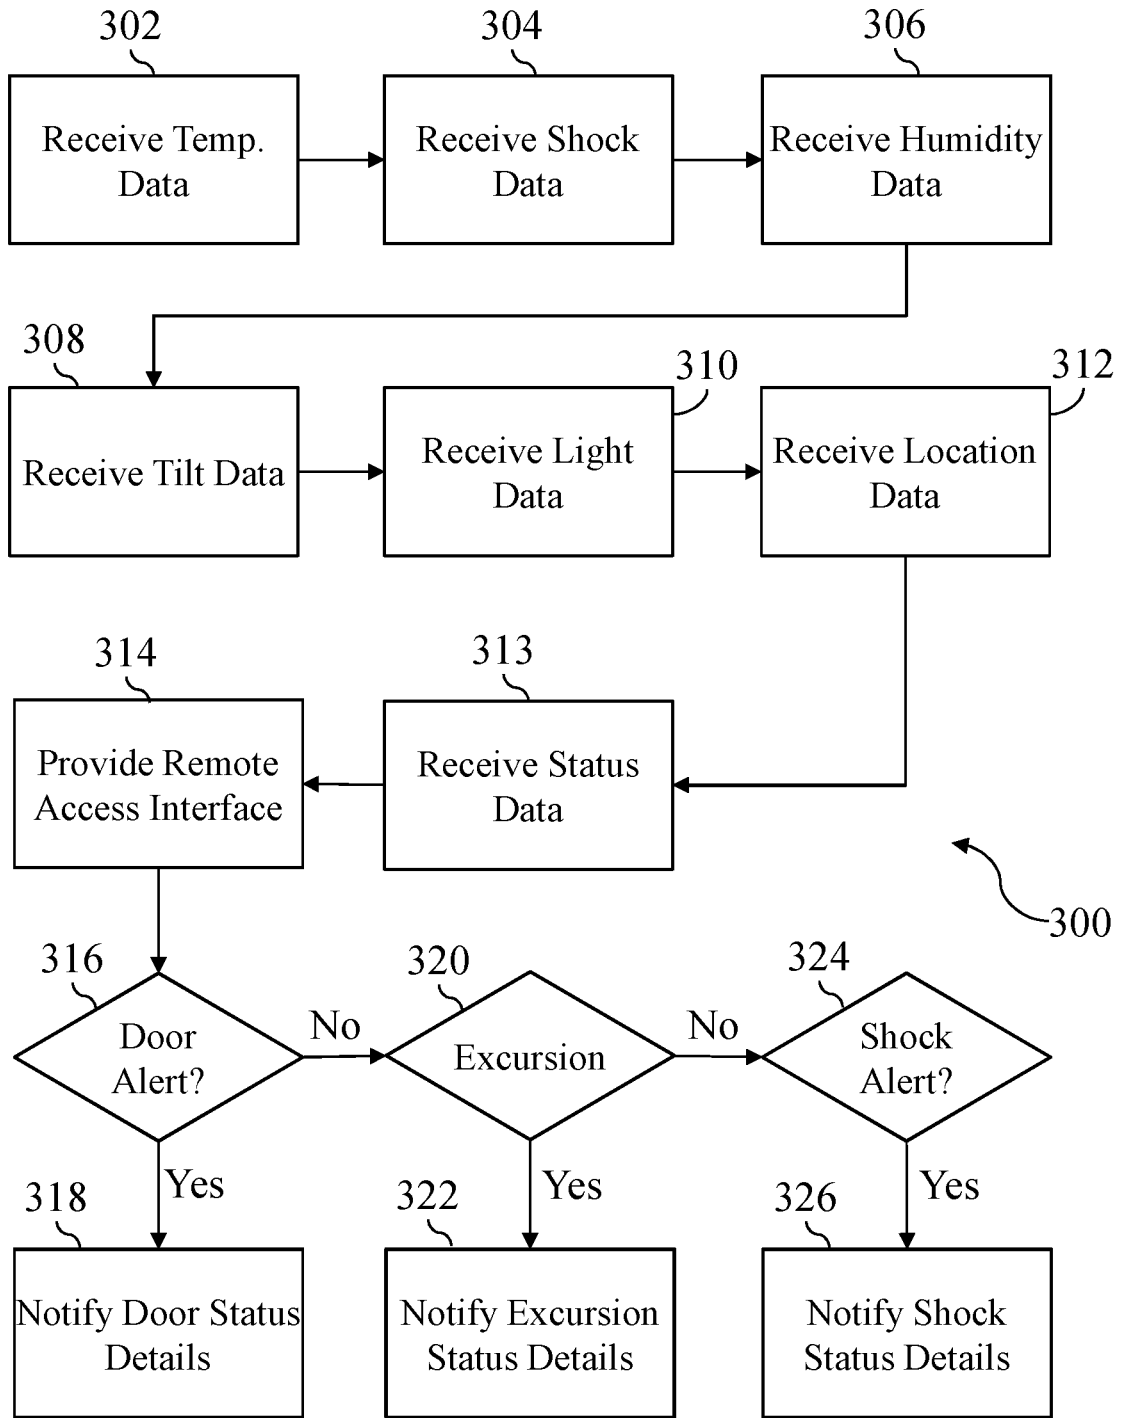 302
304
306
Receive Temp.
Data
Receive Shock
Data
Receive Humidity
Data
308
310
312
Receive Tilt Data
Receive Light
Data
Receive Location
Data
314
313
Provide Remote
Access Interface
Receive Status
Data
300
316
320
324
Door
Alert?
No
Excursion
No
Shock
Alert?
Yes
Yes
Yes
318
322
326
Notify Door Status
Details
Notify Excursion
Status Details
Notify Shock
Status Details